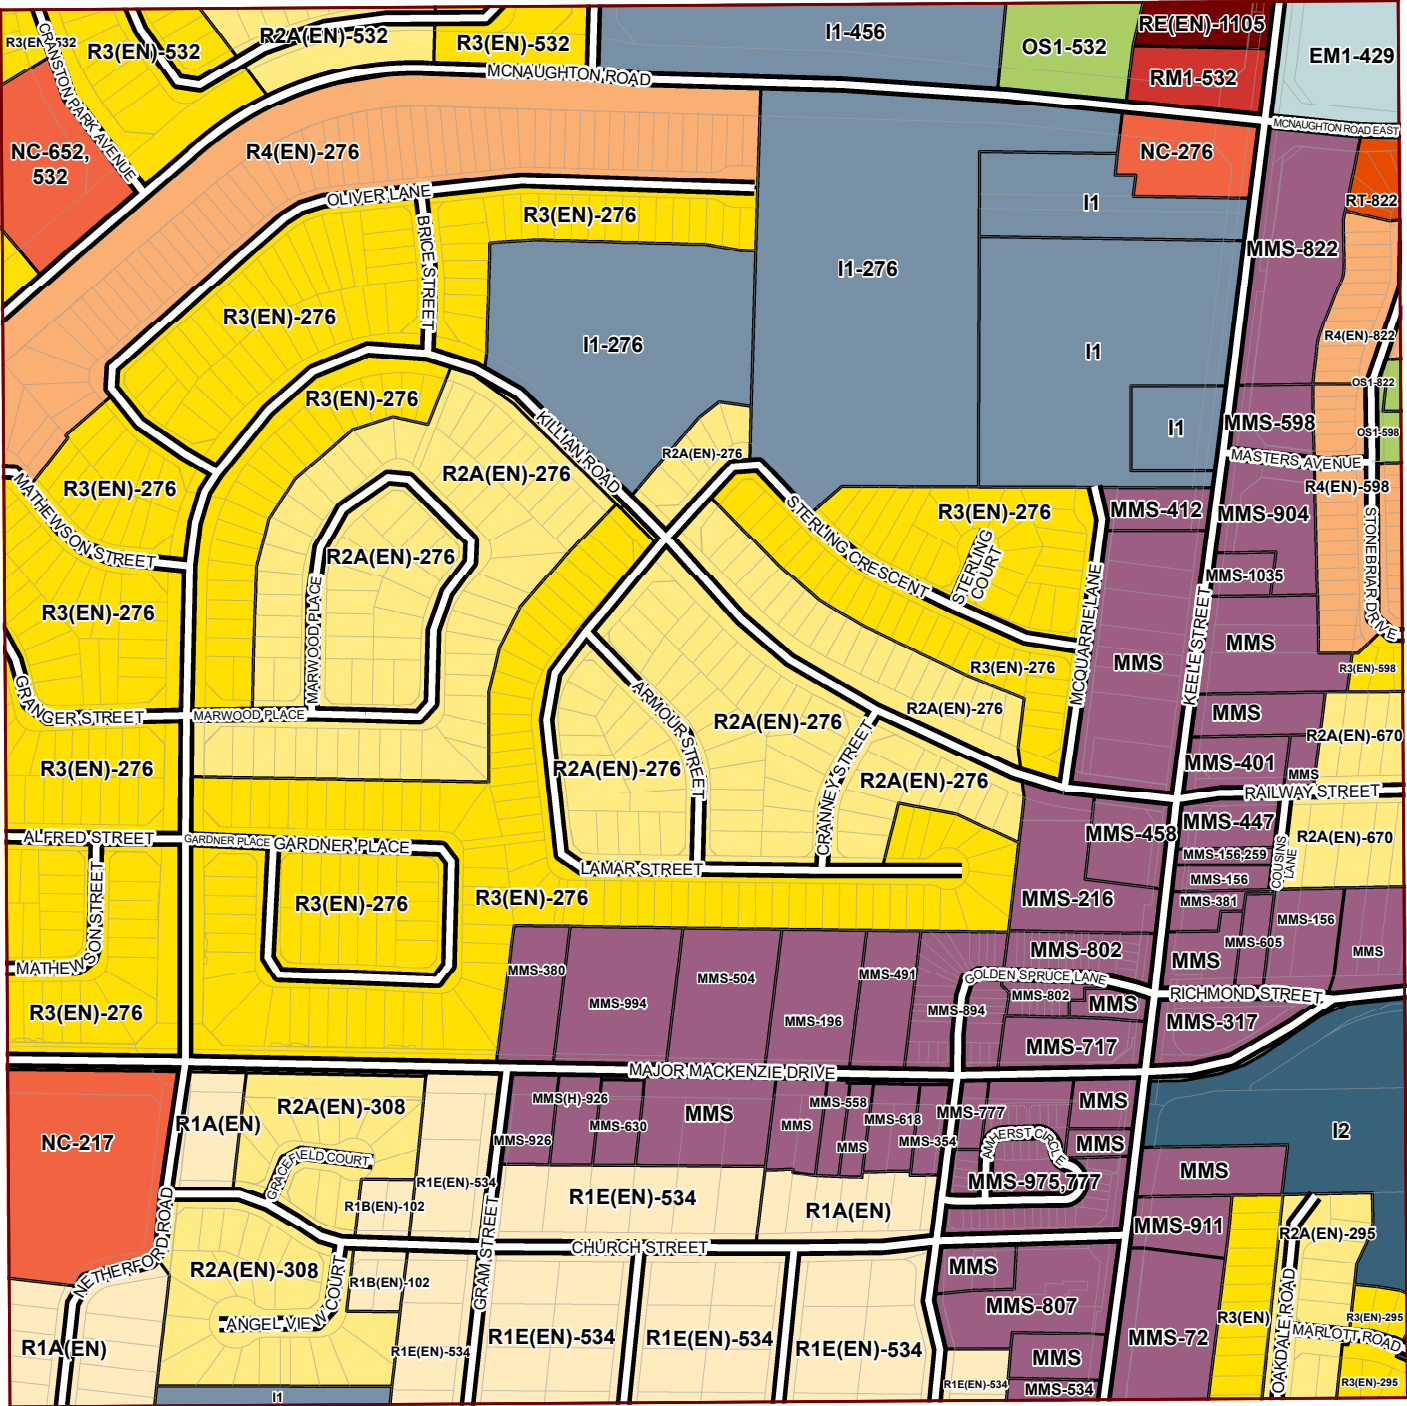 R3(EN)-532
CRANSTON PARK AVENUE
R3(EN)-532
R2A(EN)-532
R3(EN)-532
I1-456
OS1-532
RE(EN)-1105
RM1-532
EM1-429
MCNAUGHTON ROAD
MCNAUGHTON ROAD EAST
NC-652,
532
R4(EN)-276
NC-276
OLIVER LANE
BRICE STREET
R3(EN)-276
I1
RT-822
MMS-822
I1-276
R3(EN)-276
I1-276
I1
R4(EN)-822
OS1-822
R3(EN)-276
KILLIAN ROAD
I1
MMS-598
OS1-598
R2A(EN)-276
MASTERS AVENUE
R2A(EN)-276
R3(EN)-276
MATHEWSON STREET
R4(EN)-598
STERLING CRESCENT
R3(EN)-276
MMS-412
MMS-904
STONEBRIAR DRIVE
R2A(EN)-276
STERLING
COURT
MMS-1035
R3(EN)-276
MARWOOD PLACE
MCQUARRIE LANE
KEELE STREET
MMS
MMS
R3(EN)-276
R3(EN)-598
GRANGER STREET
MARWOOD PLACE
ARMOUR STREET
R2A(EN)-276
R2A(EN)-276
CRANNEY STREET
MMS
R2A(EN)-670
R3(EN)-276
R2A(EN)-276
R2A(EN)-276
MMS-401
MMS
RAILWAY STREET
ALFRED STREET
GARDNER PLACE
GARDNER PLACE
MMS-458
MMS-447
R2A(EN)-670
COUSINS
LANE
MMS-156,259
LAMAR STREET
MMS-156
MATHEWSON STREET
R3(EN)-276
R3(EN)-276
MMS-216
MMS-381
MMS-156
MMS-605
MMS-802
MMS
MMS
MMS-380
MMS-994
MMS-504
MMS-491
GOLDEN SPRUCE LANE
MMS-802
MMS
RICHMOND STREET
R3(EN)-276
MMS-196
MMS-894
MMS-317
MMS-717
MAJOR MACKENZIE DRIVE
NC-217
R1A(EN)
R2A(EN)-308
MMS(H)-926
MMS-926
MMS-630
MMS
MMS
MMS-558
MMS
MMS-618
MMS-354
MMS-777
MMS
MMS
I2
AMHERST CIRCLE
GRACEFIELD COURT
MMS-975,777
MMS
R1E(EN)-534
R1B(EN)-102
R1E(EN)-534
R1A(EN)
NETHERFORD ROAD
GRAM STREET
MMS-911
R2A(EN)-295
CHURCH STREET
R2A(EN)-308
R1B(EN)-102
ANGEL VIEW COURT
MMS
MMS-807
OAKDALE ROAD
R3(EN)
R3(EN)-295
MARLOTT ROAD
R1A(EN)
R1E(EN)-534
R1E(EN)-534
R1E(EN)-534
R1E(EN)-534
MMS-72
MMS
R1E(EN)-534
MMS-534
R3(EN)-295
I1